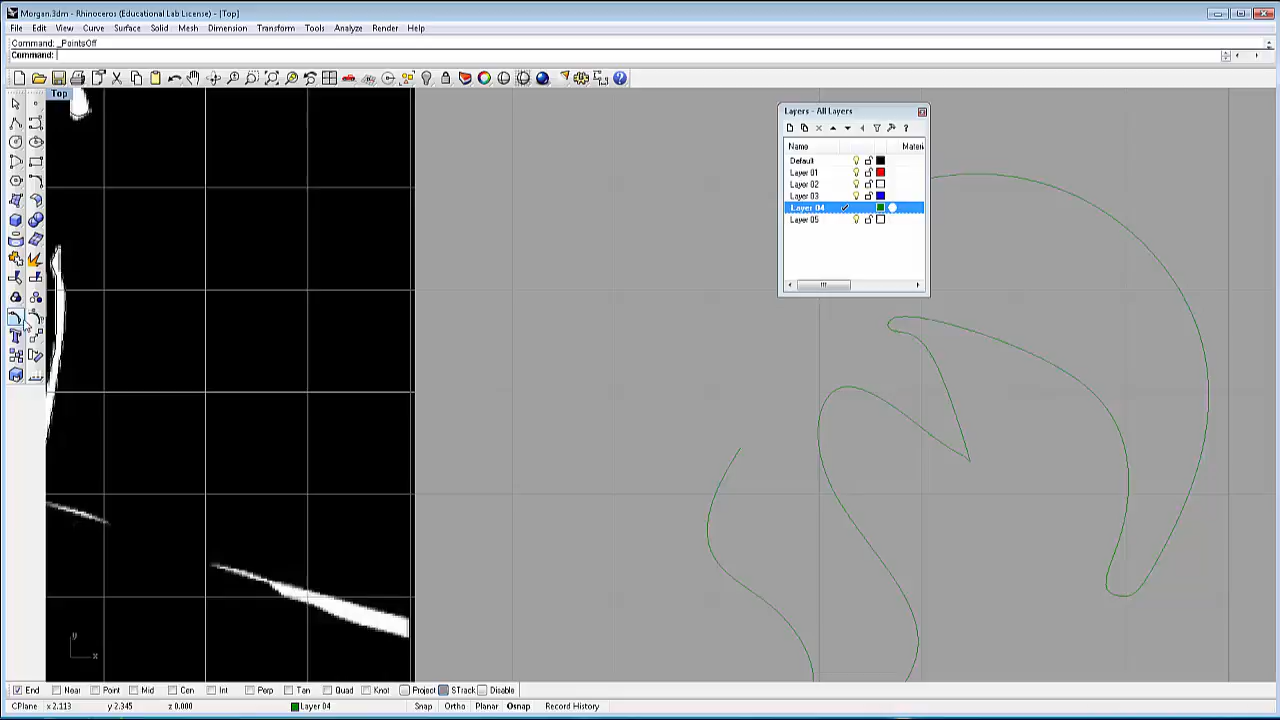 Morgan.3dm - Rhinoceros (Educational Lab License) - [Top]
File Edit View Curve Surface Solid Mesh Dimension Transform Tools Analyze Render Help
Command: _PointsOff
Command:
Top
Layers - All Layers
Name Materi
Default
Layer 01
Layer 02
Layer 03
Layer 04
Layer 05
y
x
End Near Point Mid Cen Int Perp Tan Quad Knot Project STrack Disable
CPlane x 2.113 y 2.345 z 0.000 Layer 04 Snap Ortho Planar Osnap Record History